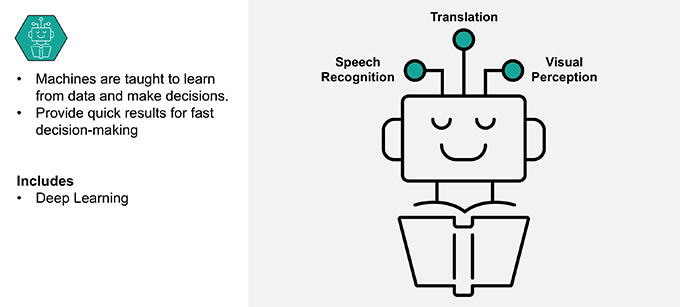 • Machines are taught to learn
from data and make decisions.
• Provide quick results for fast
decision-making
Includes
• Deep Learning
Translation
Speech
Recognition
Visual
Perception